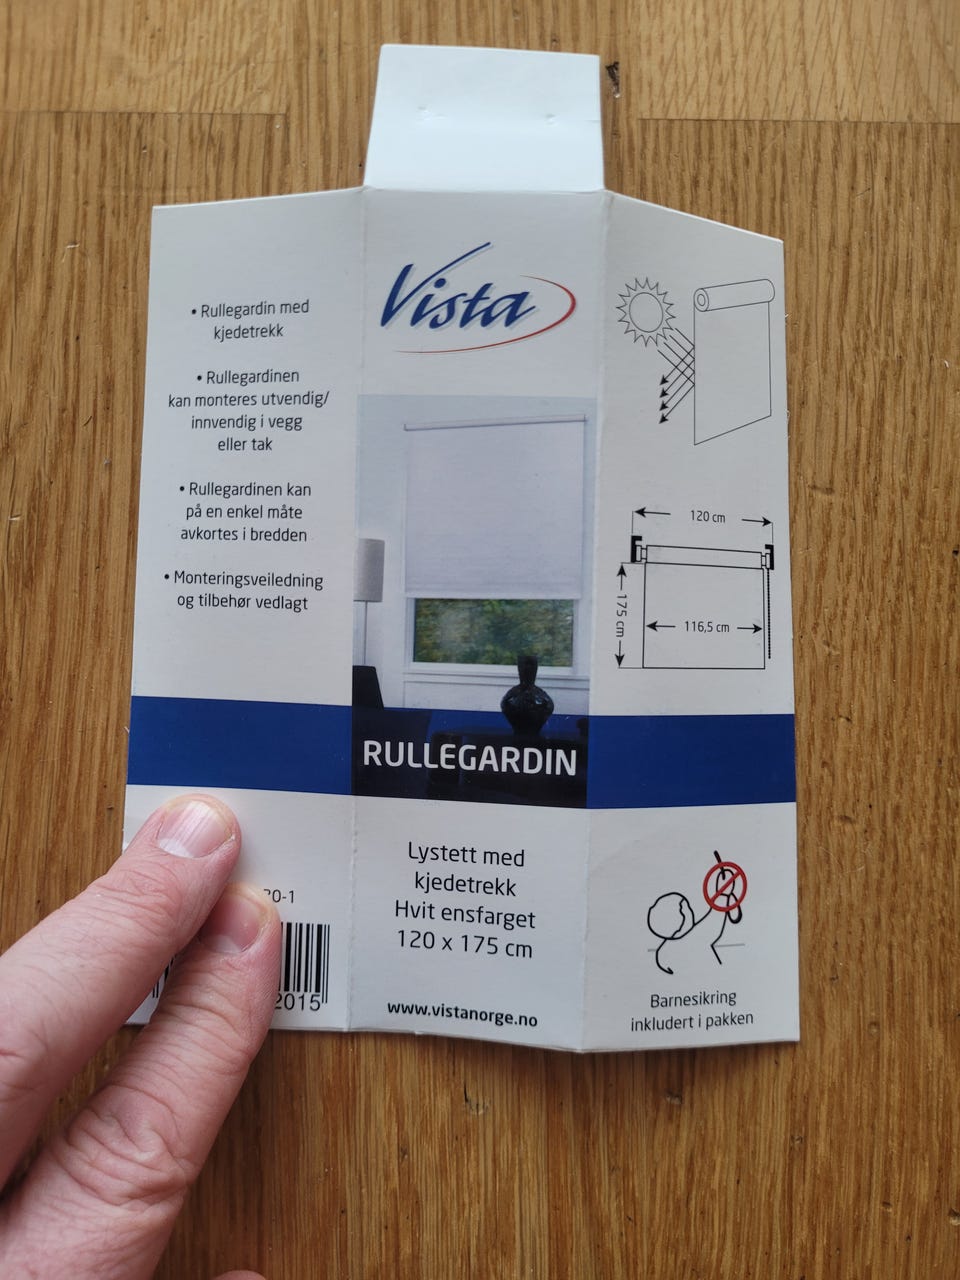 • Rullegardin med
kjedetrekk
• Rullegardinen
kan monteres utvendig/
innvendig i vegg
eller tak
• Rullegardinen kan
på en enkel måte
avkortes i bredden
• Monteringsveiledning
og tilbehør vedlagt
0-1
2015
Vista
RULLEGARDIN
Lystett med
kjedetrekk
Hvit ensfarget
120 x 175 cm
www.vistanorge.no
120 cm
175 cm
116,5 cm
Barnesikring
inkludert i pakken